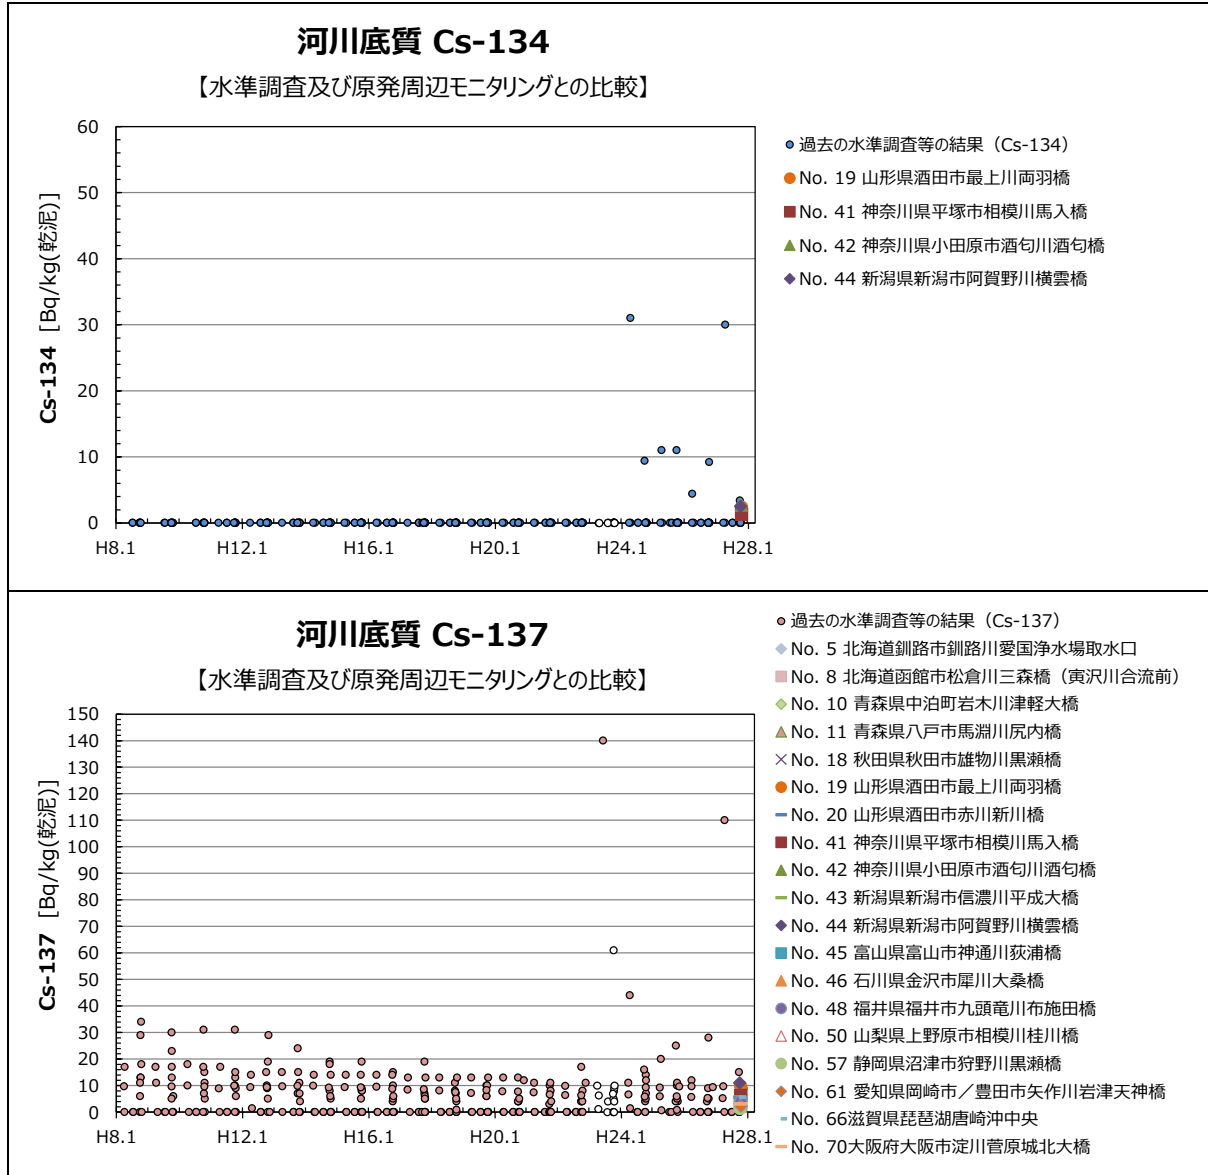 河川底質 Cs-134
【水準調査及び原発周辺モニタリングとの比較】
Cs-134 [Bq/kg(乾泥)]
60
50
40
30
20
10
0
H8.1 H12.1 H16.1 H20.1 H24.1 H28.1
過去の水準調査等の結果（Cs-134）
No. 19 山形県酒田市最上川両羽橋
No. 41 神奈川県平塚市相模川馬入橋
No. 42 神奈川県小田原市酒匂川酒匂橋
No. 44 新潟県新潟市阿賀野川横雲橋
河川底質 Cs-137
【水準調査及び原発周辺モニタリングとの比較】
Cs-137 [Bq/kg(乾泥)]
150
140
130
120
110
100
90
80
70
60
50
40
30
20
10
0
H8.1 H12.1 H16.1 H20.1 H24.1 H28.1
過去の水準調査等の結果（Cs-137）
No. 5 北海道釧路市釧路川愛国浄水場取水口
No. 8 北海道函館市松倉川三森橋（寅沢川合流前）
No. 10 青森県中泊町岩木川津軽大橋
No. 11 青森県八戸市馬淵川尻内橋
No. 18 秋田県秋田市雄物川黒瀬橋
No. 19 山形県酒田市最上川両羽橋
No. 20 山形県酒田市赤川新川橋
No. 41 神奈川県平塚市相模川馬入橋
No. 42 神奈川県小田原市酒匂川酒匂橋
No. 43 新潟県新潟市信濃川平成大橋
No. 44 新潟県新潟市阿賀野川横雲橋
No. 45 富山県富山市神通川荻浦橋
No. 46 石川県金沢市犀川大桑橋
No. 48 福井県福井市九頭竜川布施田橋
No. 50 山梨県上野原市相模川桂川橋
No. 57 静岡県沼津市狩野川黒瀬橋
No. 61 愛知県岡崎市／豊田市矢作川岩津天神橋
No. 66滋賀県琵琶湖唐崎沖中央
No. 70大阪府大阪市淀川菅原城北大橋